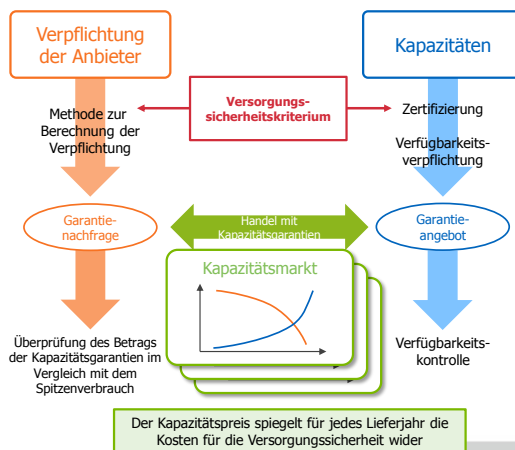 Verpflichtung
der Anbieter
Kapazitäten
Versorgungs-
sicherheitskriterium
Methode zur
Berechnung der
Verpflichtung
Zertifizierung
Verfügbarkeits-
verpflichtung
Garantie-
nachfrage
Handel mit
Kapazitätsgarantien
Garantie-
angebot
Kapazitätsmarkt
Überprüfung des Betrags
der Kapazitätsgarantien im
Vergleich mit dem
Spitzenverbrauch
Verfügbarkeits-
kontrolle
Der Kapazitätspreis spiegelt für jedes Lieferjahr die
Kosten für die Versorgungssicherheit wider